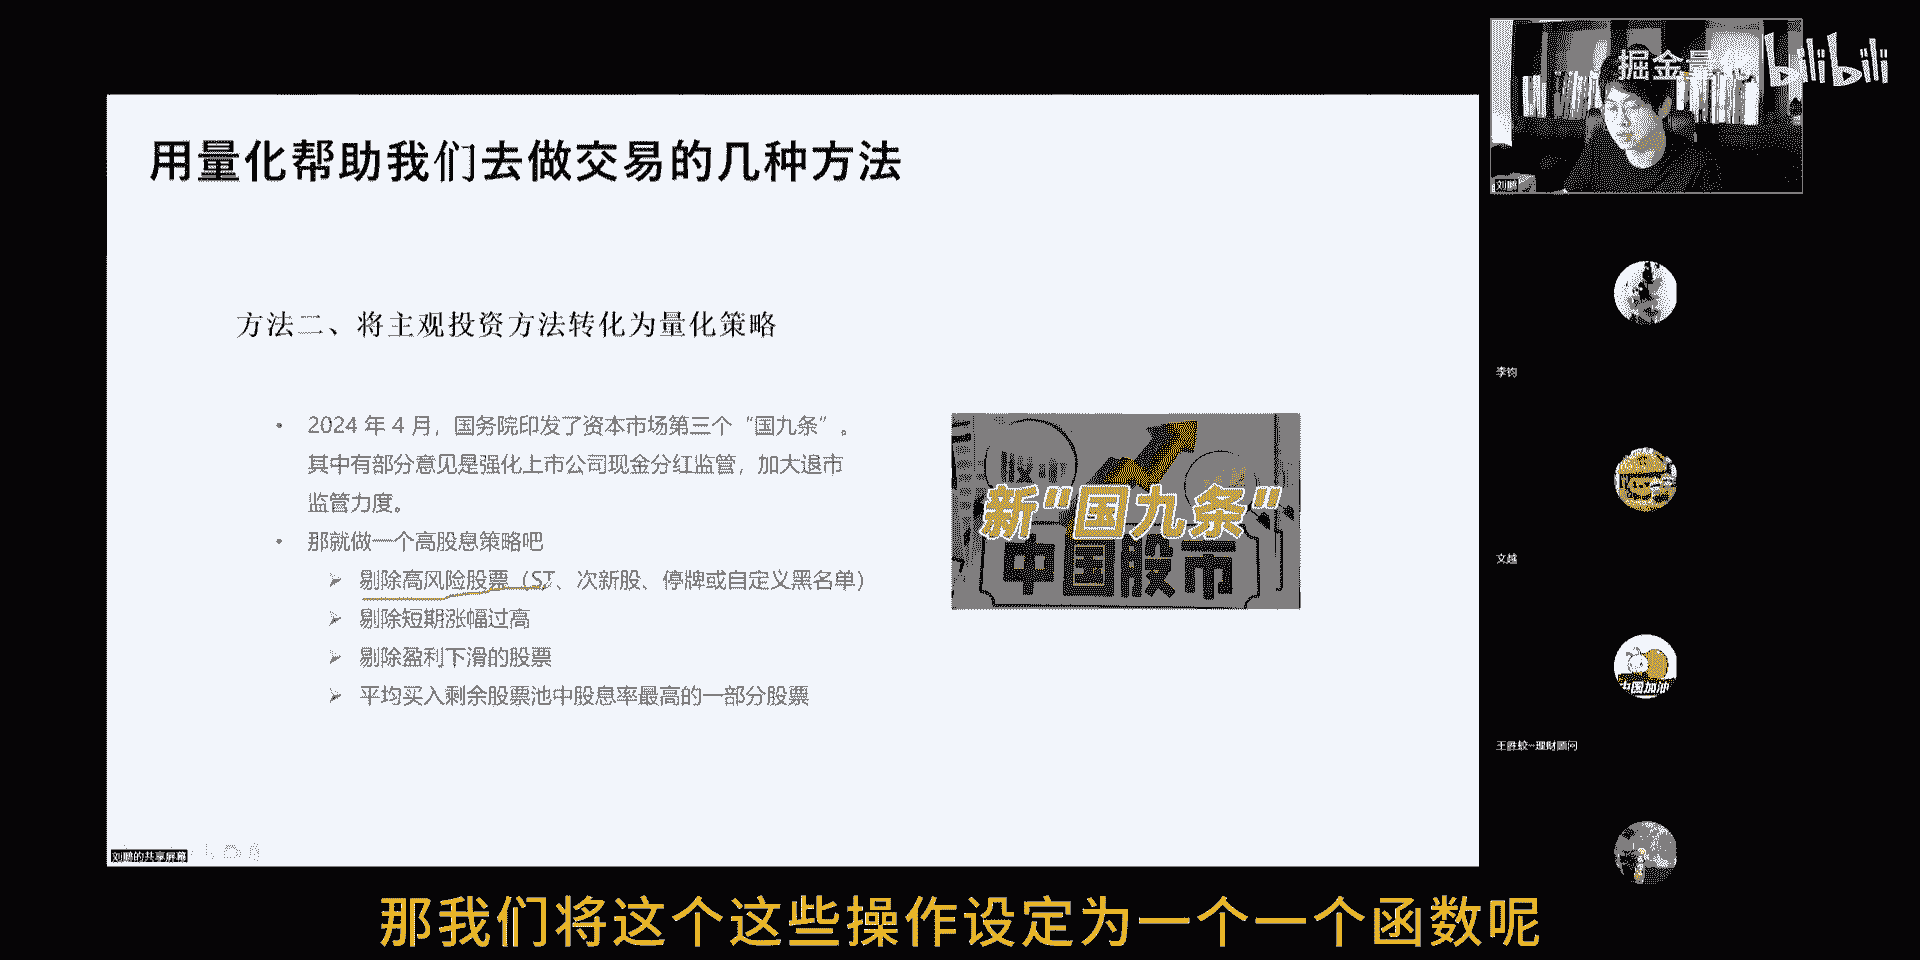 掘金量
bilibili
用量化帮助我们去做交易的几种方法
刘鹏
方法二、将主观投资方法转化为量化策略
李钧
• 2024 年 4 月，国务院印发了资本市场第三个“国九条”。
其中有部分意见是强化上市公司现金分红监管，加大退市
监管力度。
• 那就做一个高股息策略吧
➢ 剔除高风险股票（ST、次新股、停牌或自定义黑名单）
➢ 剔除短期涨幅过高
➢ 剔除盈利下滑的股票
➢ 平均买入剩余股票池中股息率最高的一部分股票
新"国九条"
中国股市
文越
中国加油
刘鹏的共享屏幕
那我们将这个这些操作设定为一个一个函数呢